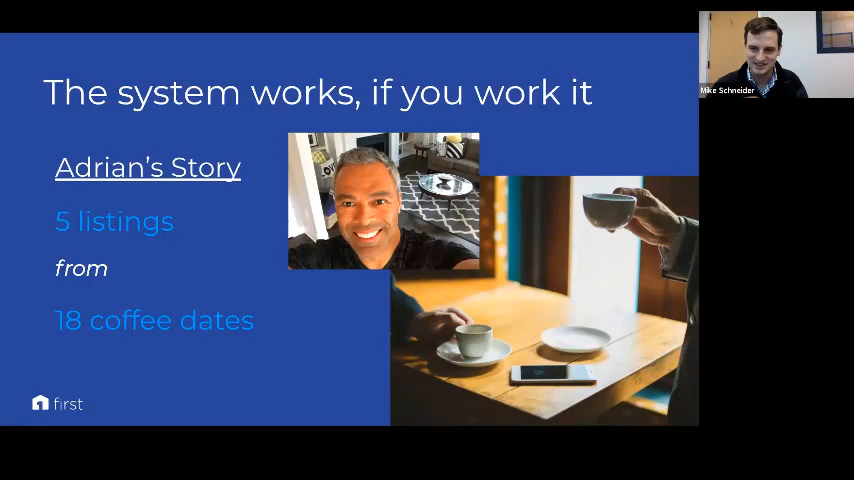 The system works, if you work it
Mike Schneider
Adrian's Story
5 listings
from
18 coffee dates
first